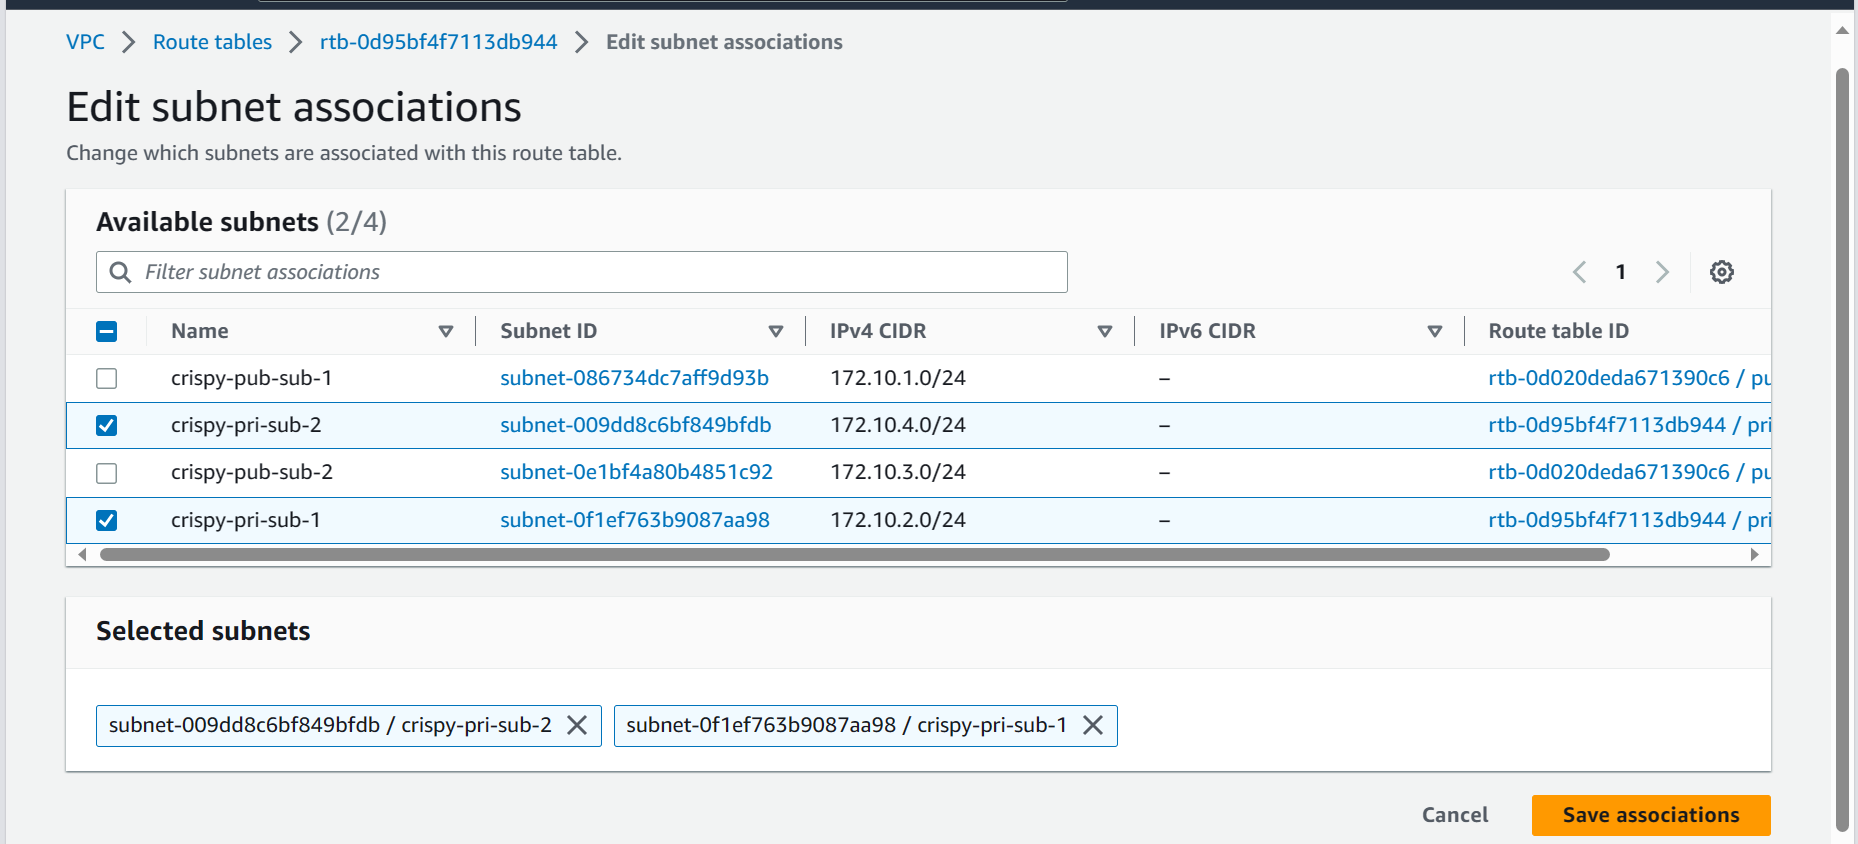 VPC > Route tables > rtb-0d95bf4f7113db944 > Edit subnet associations
Edit subnet associations
Change which subnets are associated with this route table.
Available subnets (2/4)
Filter subnet associations
1
Name Subnet ID IPv4 CIDR IPv6 CIDR Route table ID
crispy-pub-sub-1 subnet-086734dc7aff9d93b 172.10.1.0/24 – rtb-0d020deda671390c6 / pu
crispy-pri-sub-2 subnet-009dd8c6bf849bfdb 172.10.4.0/24 – rtb-0d95bf4f7113db944 / pri
crispy-pub-sub-2 subnet-0e1bf4a80b4851c92 172.10.3.0/24 – rtb-0d020deda671390c6 / pu
crispy-pri-sub-1 subnet-0f1ef763b9087aa98 172.10.2.0/24 – rtb-0d95bf4f7113db944 / pri
Selected subnets
subnet-009dd8c6bf849bfdb / crispy-pri-sub-2 subnet-0f1ef763b9087aa98 / crispy-pri-sub-1
Cancel Save associations